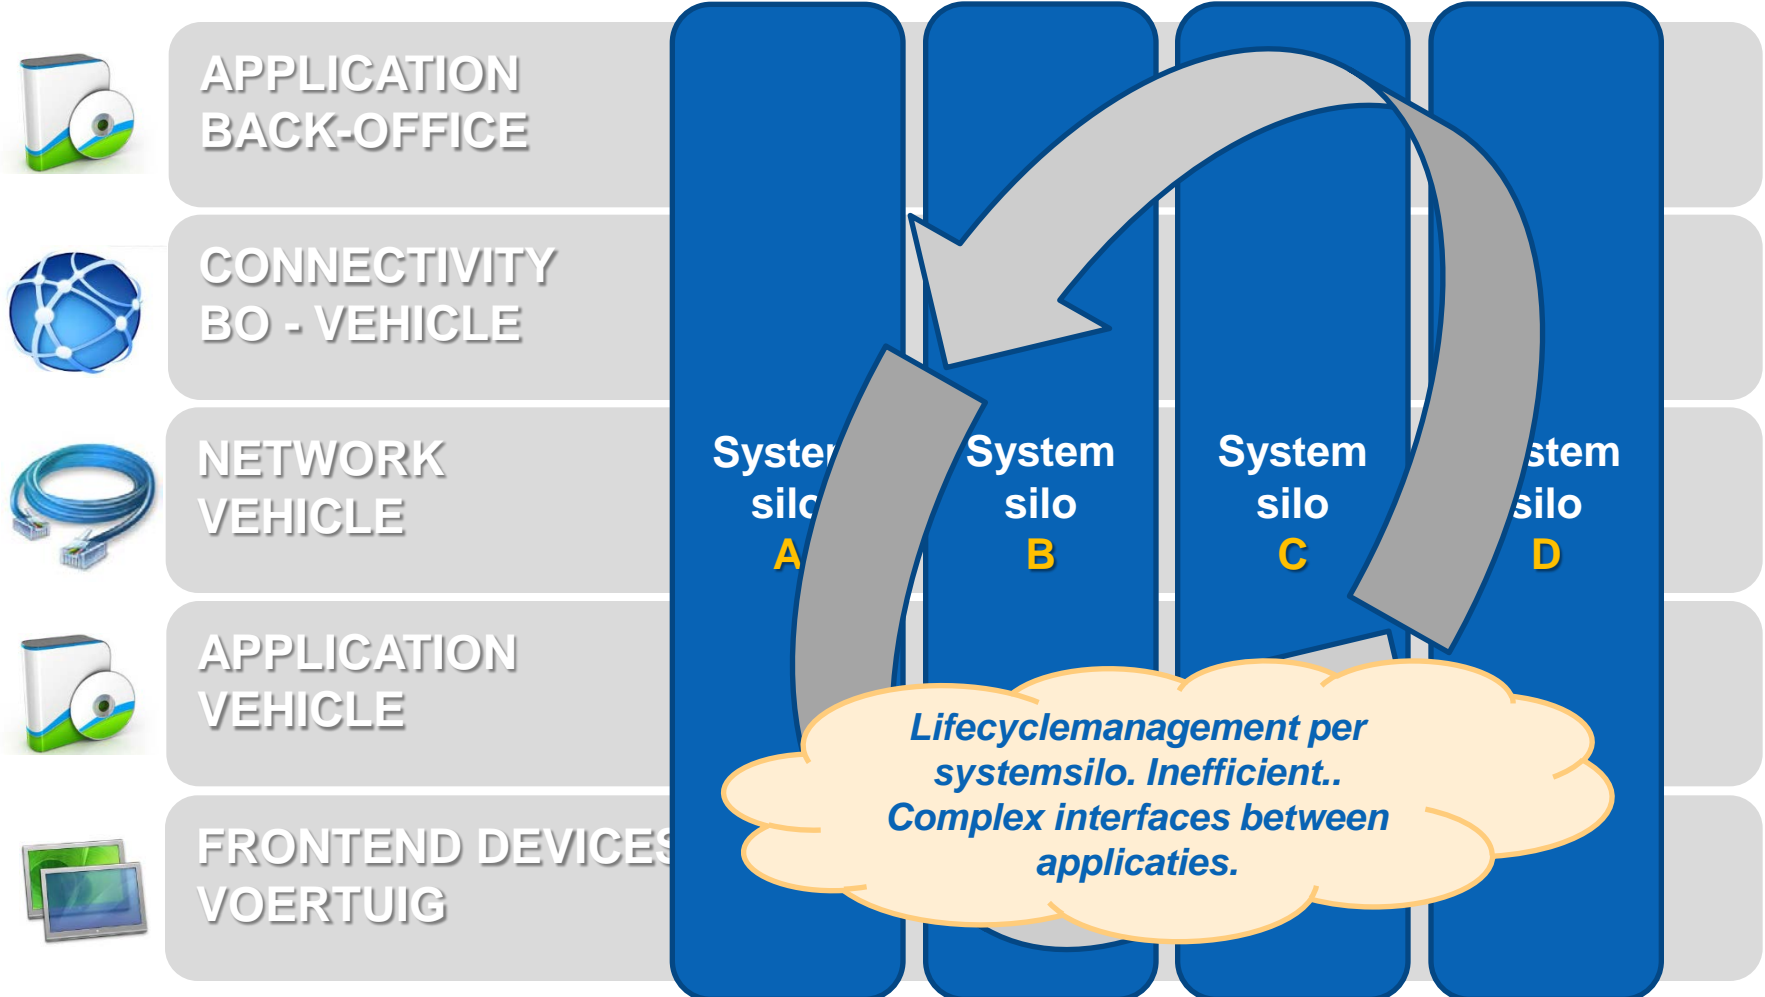 APPLICATION
BACK-OFFICE
CONNECTIVITY
BO - VEHICLE
NETWORK
VEHICLE
APPLICATION
VEHICLE
FRONTEND DEVICES
VOERTUIG
System
silo
A
System
silo
B
System
silo
C
System
silo
D
Lifecyclemanagement per
systemsilo. Inefficient..
Complex interfaces between
applicaties.